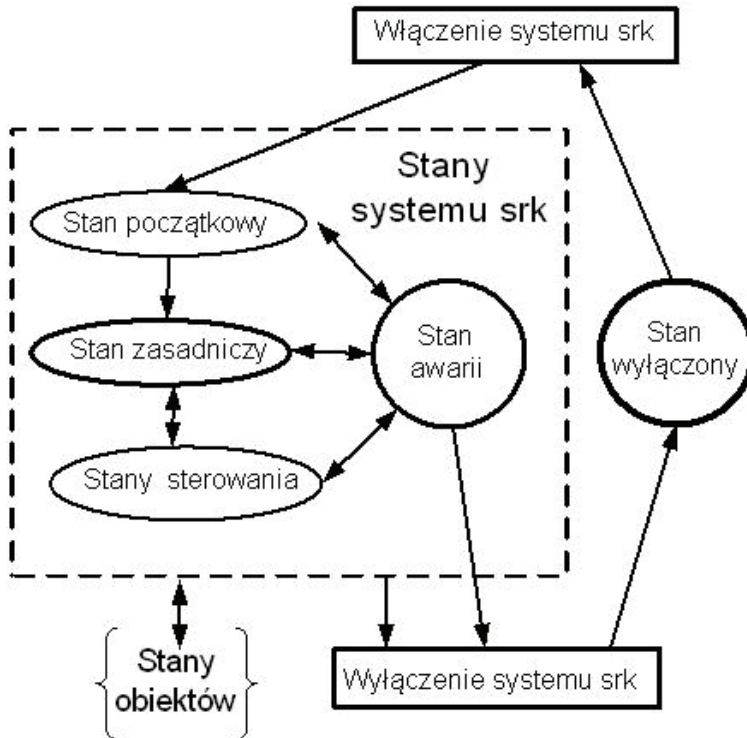 Włączenie systemu srk
Stany
systemu srk
Stan początkowy
Stan zasadniczy
Stan
awarii
Stan
wyłączony
Stany sterowania
Stany
obiektów
Wyłączenie systemu srk